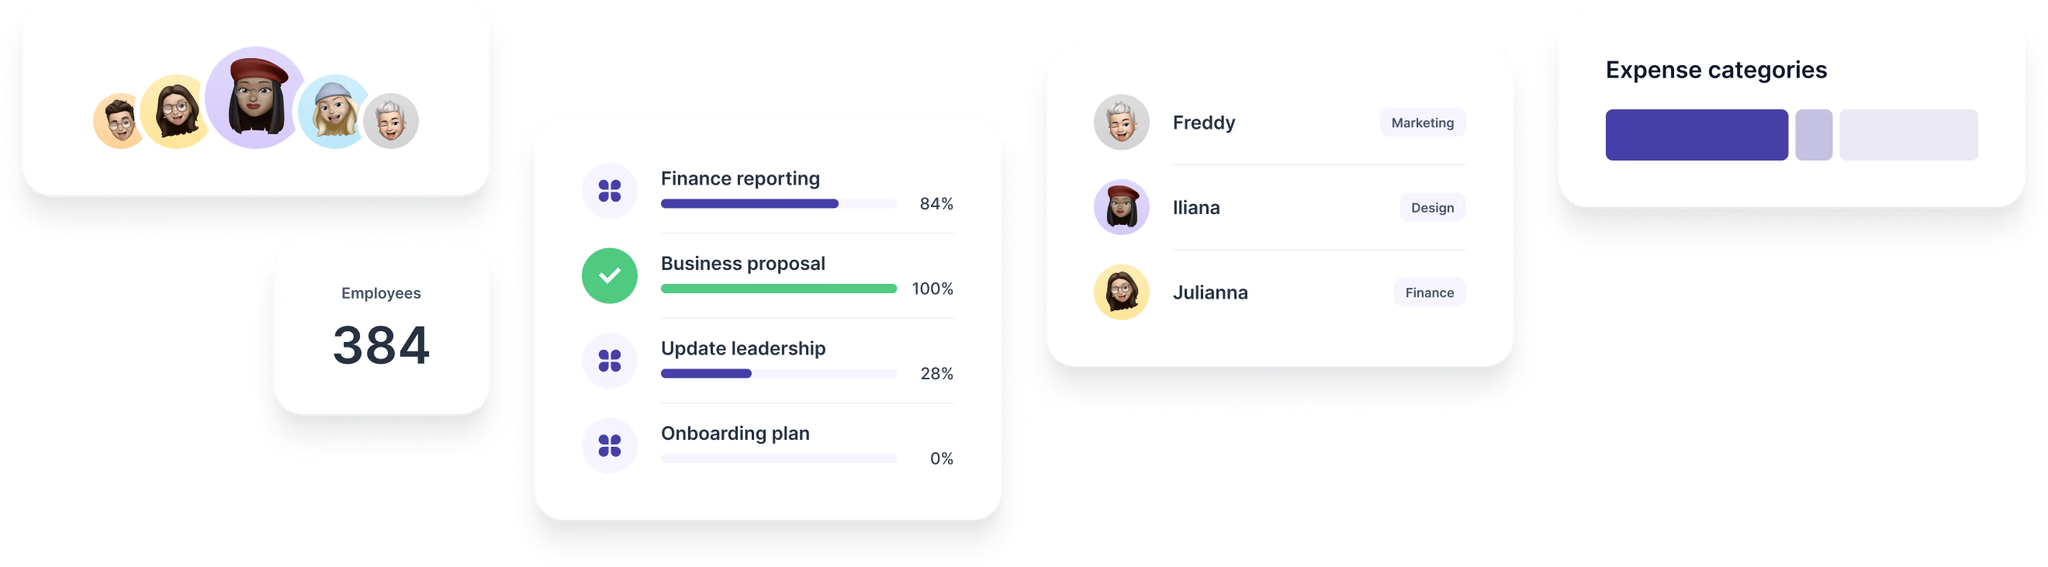 Employees
384
Finance reporting
84%
Business proposal
100%
Update leadership
28%
Onboarding plan
0%
Freddy
Marketing
Iliana
Design
Julianna
Finance
Expense categories